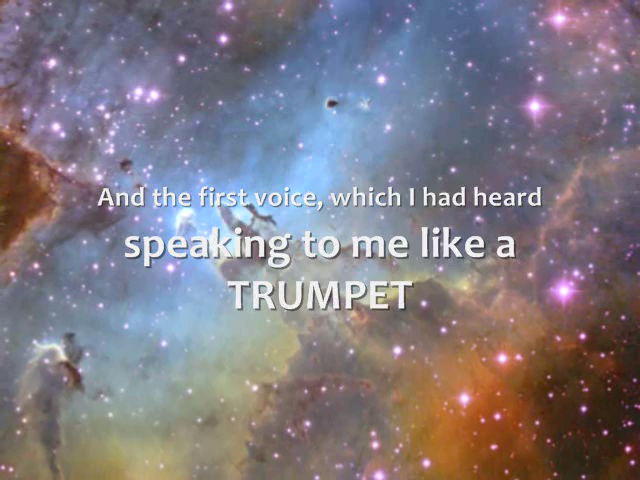 And the first voice, which I had heard
speaking to me like a
TRUMPET